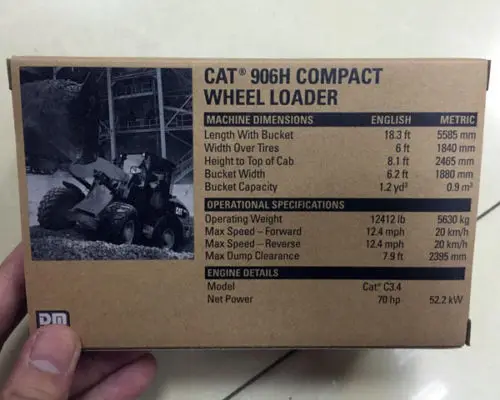 CAT® 906H COMPACT
WHEEL LOADER
MACHINE DIMENSIONS ENGLISH METRIC
Length With Bucket 18.3 ft 5585 mm
Width Over Tires 6 ft 1840 mm
Height to Top of Cab 8.1 ft 2465 mm
Bucket Width 6.2 ft 1880 mm
Bucket Capacity 1.2 yd³ 0.9 m³
OPERATIONAL SPECIFICATIONS
Operating Weight 12412 lb 5630 kg
Max Speed – Forward 12.4 mph 20 km/h
Max Speed – Reverse 12.4 mph 20 km/h
Max Dump Clearance 7.9 ft 2395 mm
ENGINE DETAILS
Model Cat® C3.4
Net Power 70 hp 52.2 kW
CAT